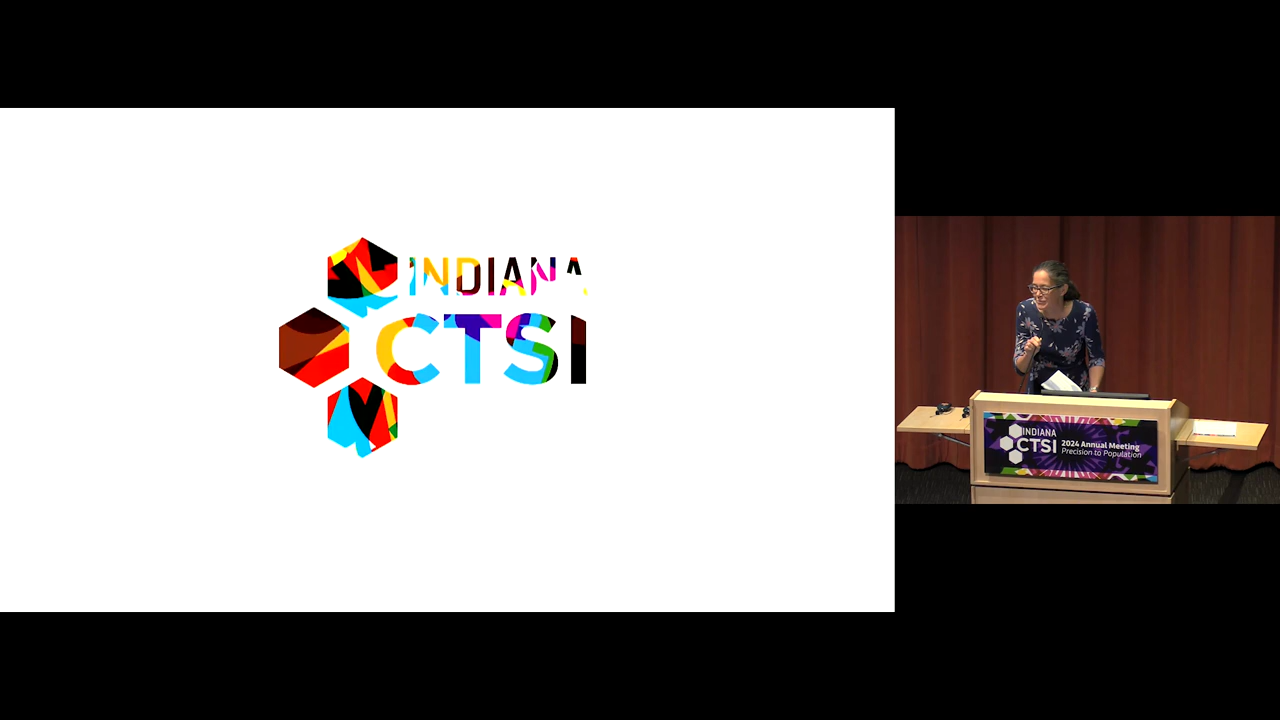 INDIANA
CTSI
INDIANA
CTSI
2024 Annual Meeting
Precision to Population